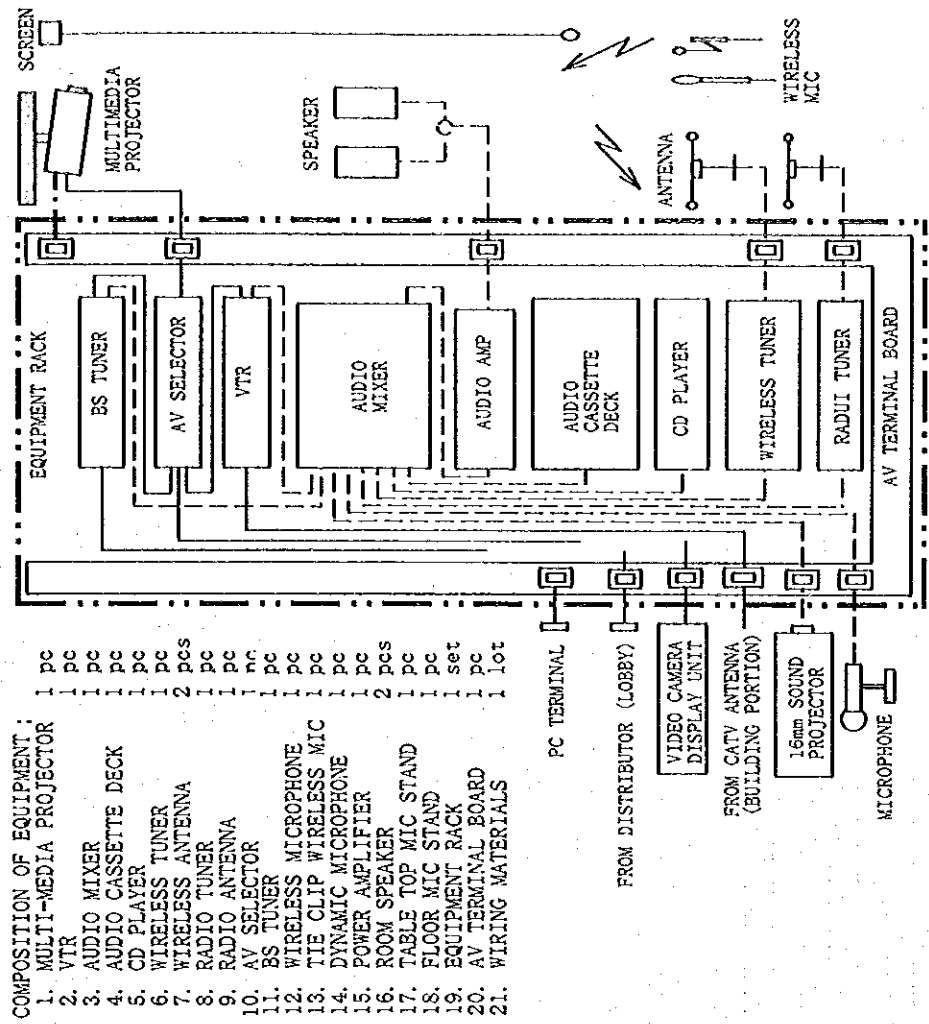 COMPOSITION OF EQUIPMENT :
1. MULTI-MEDIA PROJECTOR 1 pc
2. VTR 1 pc
3. AUDIO MIXER 1 pc
4. AUDIO CASSETTE DECK 1 pc
5. CD PLAYER 1 pc
6. WIRELESS TUNER 1 pc
7. WIRELESS ANTENNA 2 pcs
8. RADIO TUNER 1 pc
9. RADIO ANTENNA 1 pc
10. AV SELECTOR 1 pc
11. BS TUNER 1 pc
12. WIRELESS MICROPHONE 1 pc
13. TIE CLIP WIRELESS MIC 1 pc
14. DYNAMIC MICROPHONE 1 pc
15. POWER AMPLIFIER 1 pc
16. ROOM SPEAKER 2 pcs
17. TABLE TOP MIC STAND 1 pc
18. FLOOR MIC STAND 1 pc
19. EQUIPMENT RACK 1 set
20. AV TERMINAL BOARD 1 pc
21. WIRING MATERIALS 1 lot
PC TERMINAL
FROM DISTRIBUTOR (LOBBY)
VIDEO CAMERA
DISPLAY UNIT
FROM CATV ANTENNA
(BUILDING PORTION)
16mm SOUND
PROJECTOR
MICROPHONE
EQUIPMENT RACK
BS TUNER
AV SELECTOR
VTR
AUDIO
MIXER
AUDIO AMP
AUDIO
CASSETTE
DECK
CD PLAYER
WIRELESS TUNER
RADUI TUNER
AV TERMINAL BOARD
SCREEN
MULTIMEDIA
PROJECTOR
SPEAKER
ANTENNA
WIRELESS
MIC